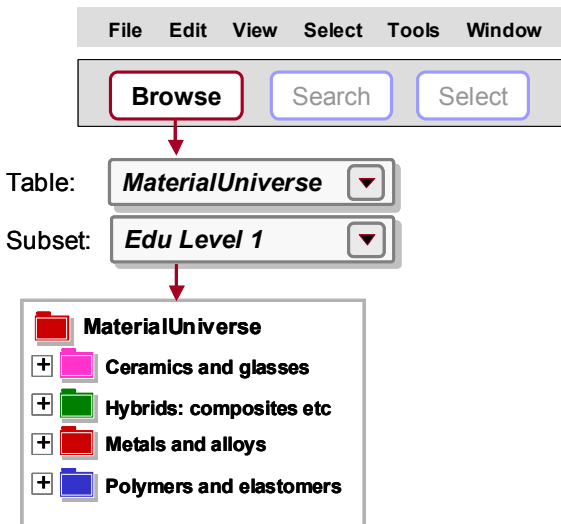 File Edit View Select Tools Window
Browse Search Select
Table: MaterialUniverse
Subset: Edu Level 1
MaterialUniverse
+ Ceramics and glasses
+ Hybrids: composites etc
+ Metals and alloys
+ Polymers and elastomers